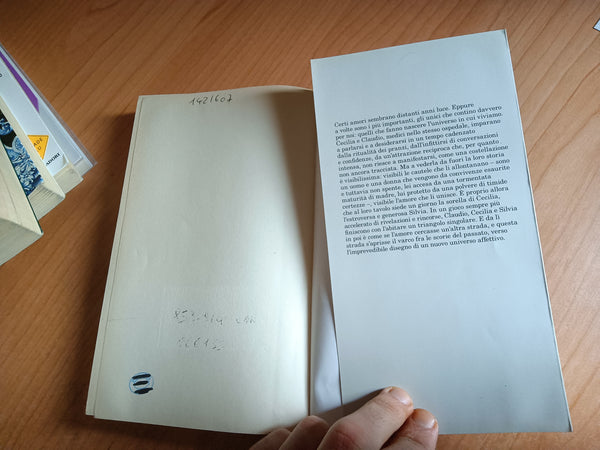 142/607
Certi amori sembrano distanti anni luce. Eppure
a volte sono i più importanti, gli unici che contino davvero
per noi: quelli che fanno nascere l'universo in cui viviamo.
Cecilia e Claudio, medici nello stesso ospedale, imparano
a parlarsi e a desiderarsi in un tempo cadenzato
dalla ritualità dei pranzi, dall'infittirsi di conversazioni
e confidenze, da un'attrazione reciproca che, per quanto
intensa, non riesce a manifestarsi, come una costellazione
non ancora tracciata. Ma a vederla da fuori la loro storia
è visibilissima: visibili le cautele che li allontanano – sono
un uomo e una donna che vengono da convivenze esaurite
e tuttavia non spente, lei accesa da una tormentata
maturità di madre, lui protetto da una polvere di timide
certezze –, visibile l'amore che li unisce. È proprio allora
che al loro tavolo siede un giorno la sorella di Cecilia,
l'estroversa e generosa Silvia. In un gioco sempre più
accelerato di rivelazioni e rincorse, Claudio, Cecilia e Silvia
finiscono con l'abitare un triangolo singolare. E da lì
in poi è come se l'amore cercasse un'altra strada, e questa
strada s'aprisse il varco fra le scorie del passato, verso
l'imprevedibile disegno di un nuovo universo affettivo.